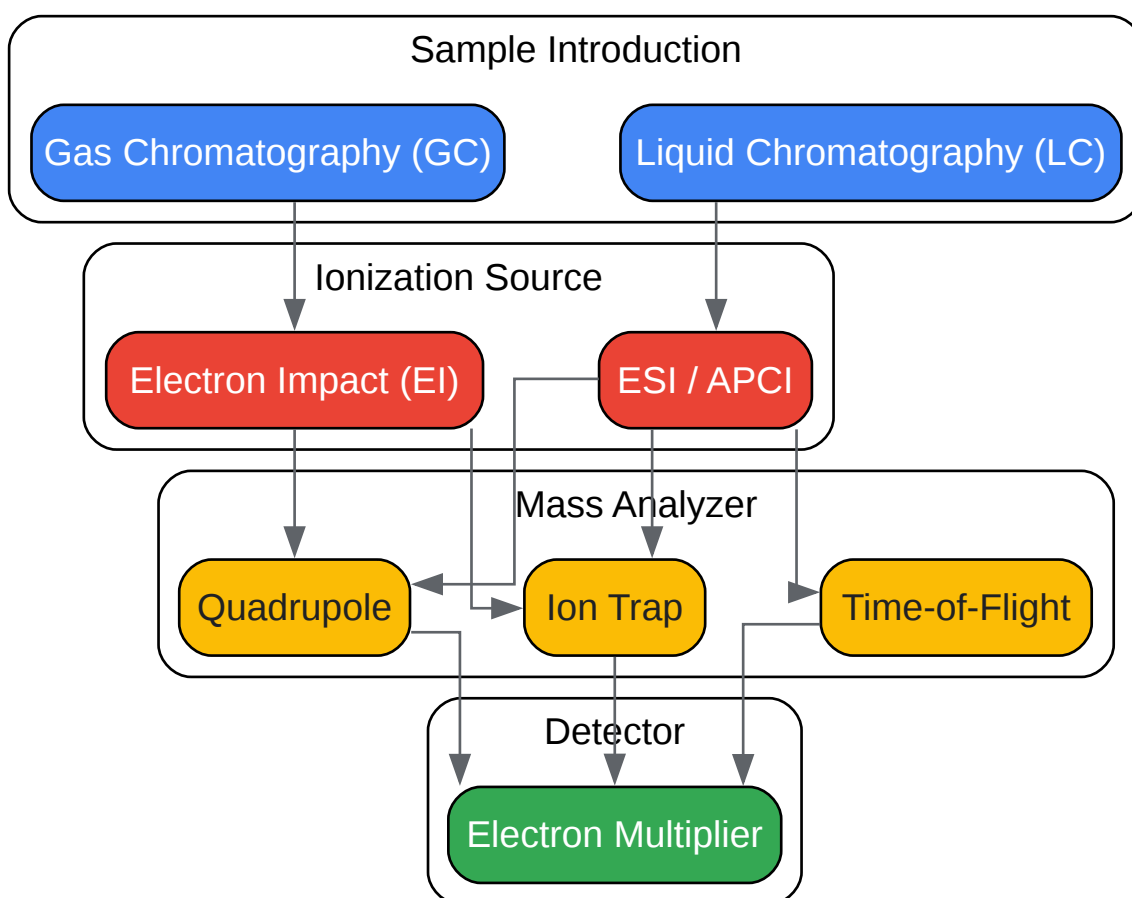 Sample Introduction
Gas Chromatography (GC)
Liquid Chromatography (LC)
Ionization Source
Electron Impact (EI)
ESI / APCI
Mass Analyzer
Quadrupole
Ion Trap
Time-of-Flight
Detector
Electron Multiplier